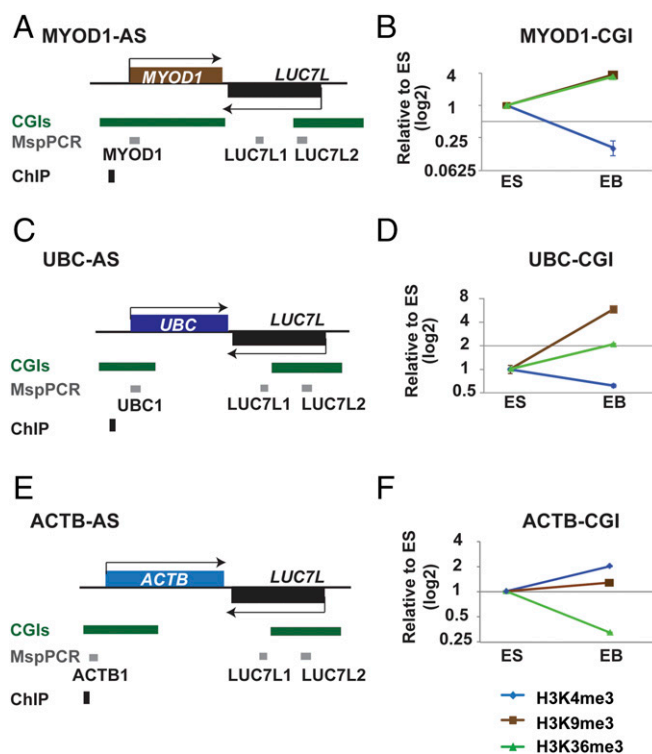 A
MYOD1-AS
MYOD1
LUC7L
CGIs
MspPCR
MYOD1
LUC7L1
LUC7L2
ChIP
B
MYOD1-CGI
Relative to ES
(log2)
4
1
0.25
0.0625
ES
EB
C
UBC-AS
UBC
LUC7L
CGIs
MspPCR
UBC1
LUC7L1
LUC7L2
ChIP
D
UBC-CGI
Relative to ES
(log2)
8
4
2
1
0.5
ES
EB
E
ACTB-AS
ACTB
LUC7L
CGIs
MspPCR
ACTB1
LUC7L1
LUC7L2
ChIP
F
ACTB-CGI
Relative to ES
(log2)
4
2
1
0.5
0.25
ES
EB
H3K4me3
H3K9me3
H3K36me3